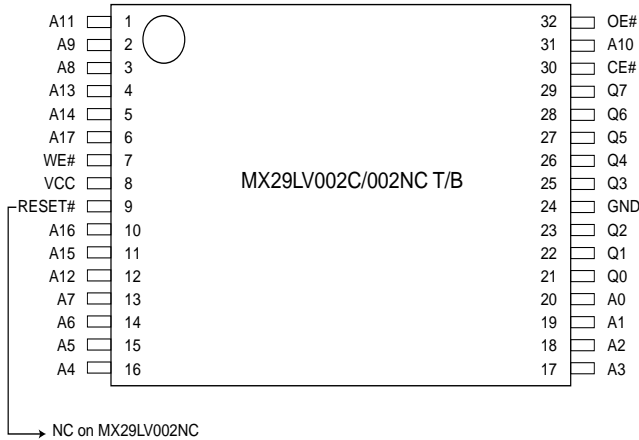 A11 1 32 OE#
A9 2 31 A10
A8 3 30 CE#
A13 4 29 Q7
A14 5 28 Q6
A17 6 27 Q5
WE# 7 26 Q4
VCC 8 MX29LV002C/002NC T/B 25 Q3
RESET# 9 24 GND
A16 10 23 Q2
A15 11 22 Q1
A12 12 21 Q0
A7 13 20 A0
A6 14 19 A1
A5 15 18 A2
A4 16 17 A3
NC on MX29LV002NC